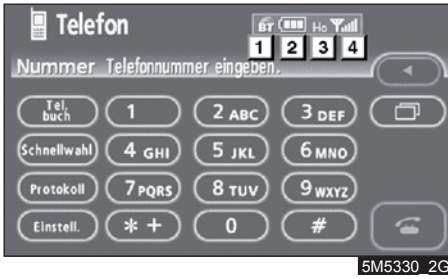 Telefon
BT Ho
1 2 3 4
Nummer Telefonnummer eingeben.
Tel. buch 1 2 ABC 3 DEF
Schnellwahl 4 GHI 5 JKL 6 MNO
Protokoll 7 PQRS 8 TUV 9 WXYZ
Einstell. * + 0 #
5M5330_2G